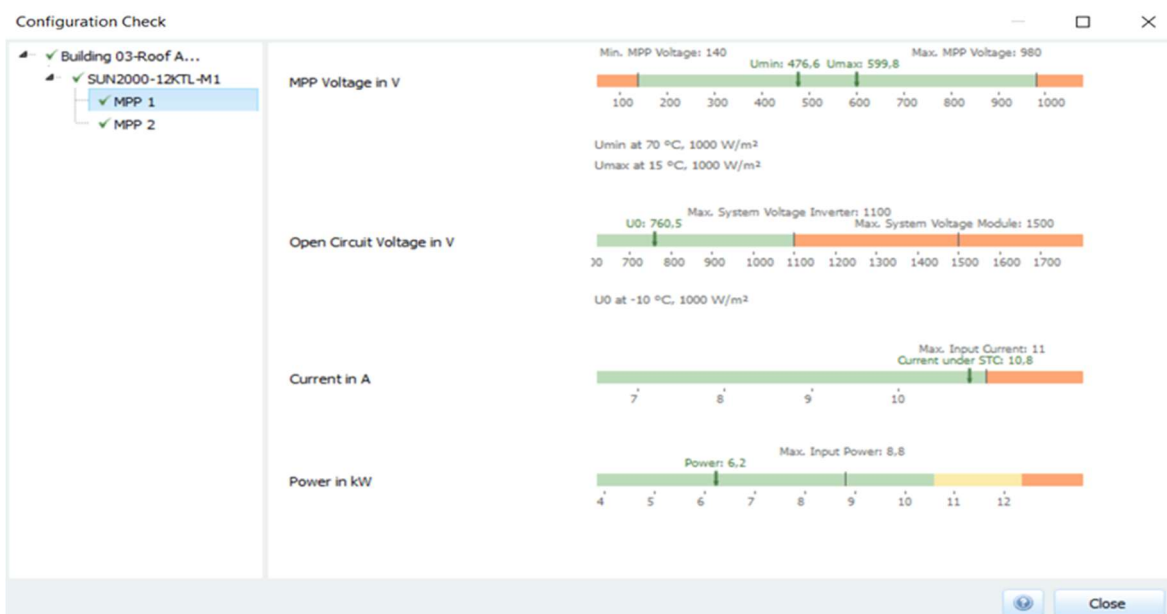 Configuration Check
Building 03-Roof A...
SUN2000-12KTL-M1
MPP 1
MPP 2
MPP Voltage in V
Min. MPP Voltage: 140
Max. MPP Voltage: 980
Umin: 476,6 Umax: 599,8
100 200 300 400 500 600 700 800 900 1000
Umin at 70 °C, 1000 W/m²
Umax at 15 °C, 1000 W/m²
Open Circuit Voltage in V
Max. System Voltage Inverter: 1100
U0: 760,5
Max. System Voltage Module: 1500
00 700 800 900 1000 1100 1200 1300 1400 1500 1600 1700
U0 at -10 °C, 1000 W/m²
Current in A
Max. Input Current: 11
Current under STC: 10,8
7 8 9 10
Power in kW
Max. Input Power: 8,8
Power: 6,2
4 5 6 7 8 9 10 11 12
Close